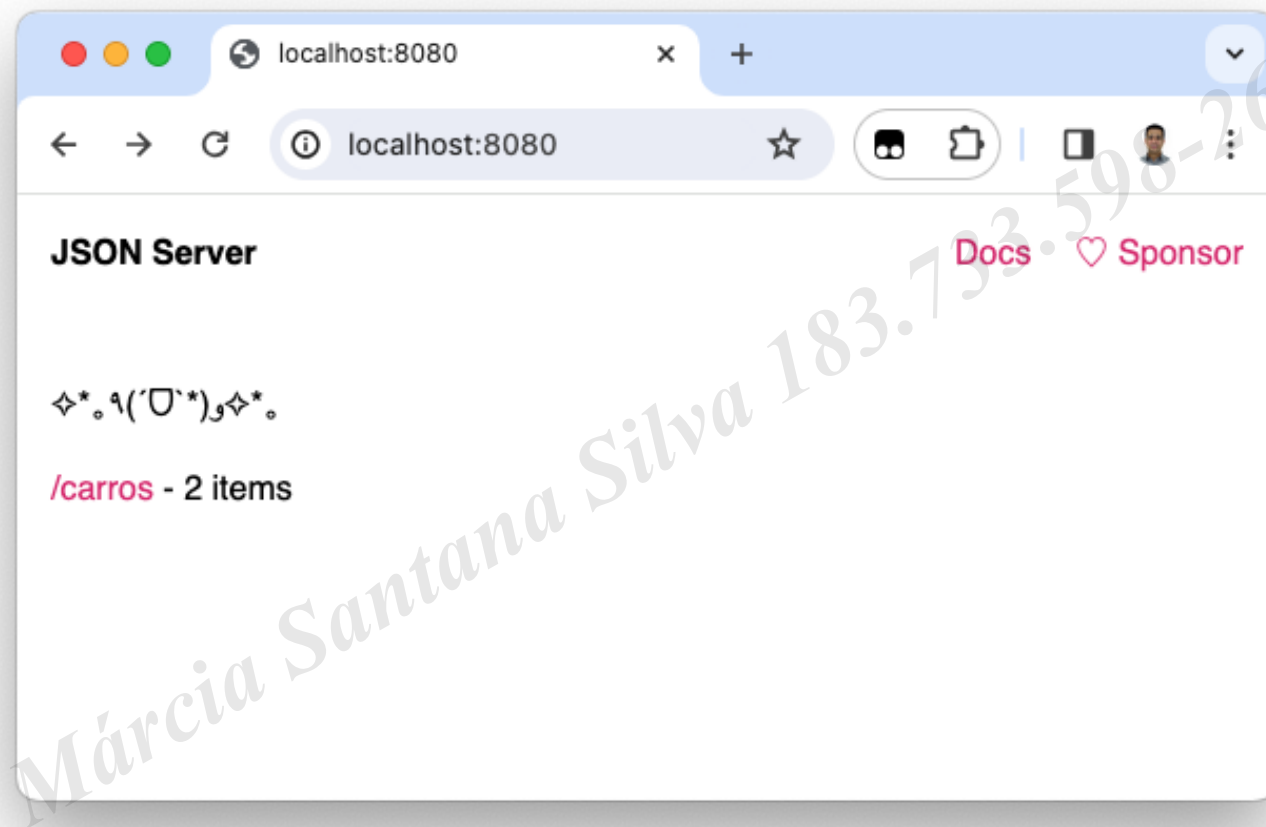 localhost:8080
localhost:8080
JSON Server
Docs ♡ Sponsor
✧*｡٩(ˊᗜˋ*)و✧*｡
/carros - 2 items
Márcia Santana Silva 183.733.598-26